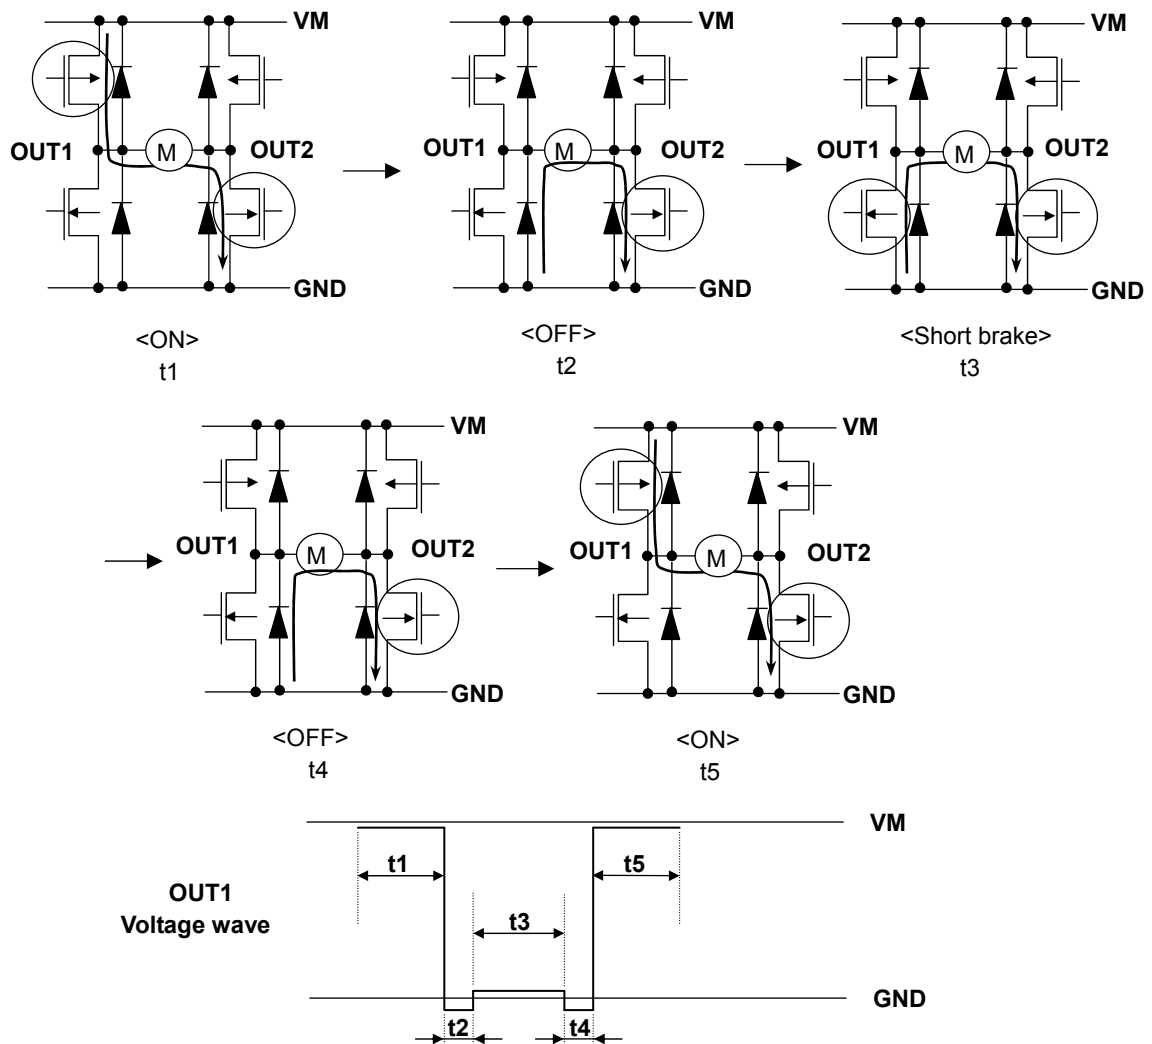 VM
M
OUT1
OUT2
GND
<ON>
t1
VM
M
OUT1
OUT2
GND
<OFF>
t2
VM
M
OUT1
OUT2
GND
<Short brake>
t3
VM
M
OUT1
OUT2
GND
<OFF>
t4
VM
M
OUT1
OUT2
GND
<ON>
t5
VM
t1
t5
OUT1
Voltage wave
t3
GND
t2
t4